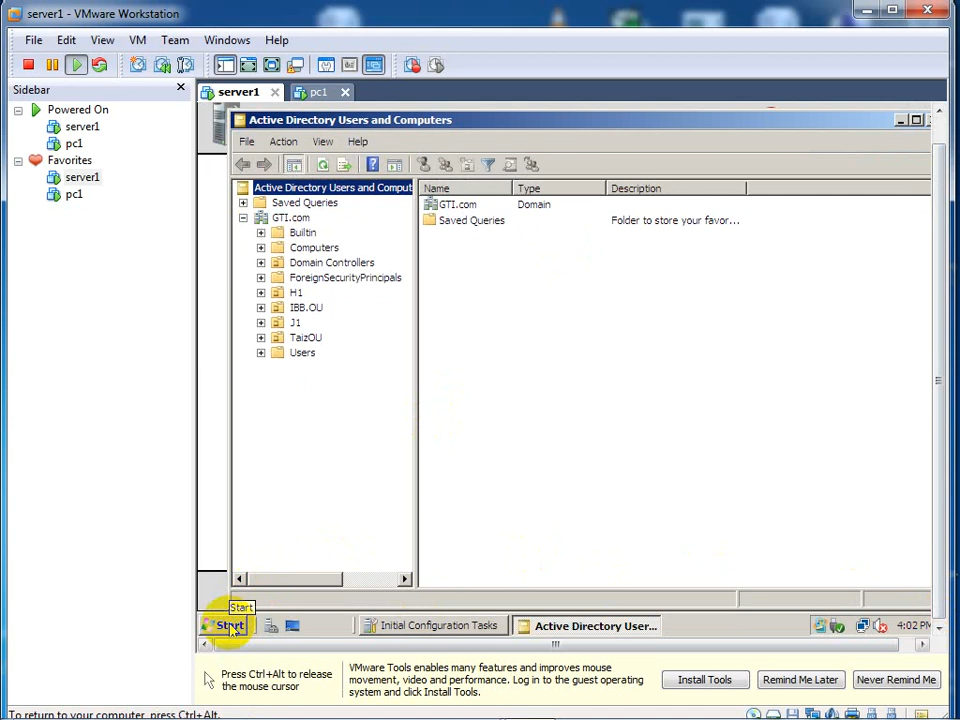 server1 - VMware Workstation
File Edit View VM Team Windows Help
Sidebar
server1 pc1
Powered On
server1
pc1
Favorites
server1
pc1
Active Directory Users and Computers
File Action View Help
Active Directory Users and Comput
Saved Queries
GTI.com
Builtin
Computers
Domain Controllers
ForeignSecurityPrincipals
H1
IBB.OU
J1
TaizOU
Users
Name Type Description
GTI.com Domain
Saved Queries Folder to store your favor...
Start
Start Initial Configuration Tasks Active Directory User... 4:02 PM
Press Ctrl+Alt to release
the mouse cursor
VMware Tools enables many features and improves mouse
movement, video and performance. Log in to the guest operating
system and click Install Tools.
Install Tools Remind Me Later Never Remind Me
To return to your computer, press Ctrl+Alt.